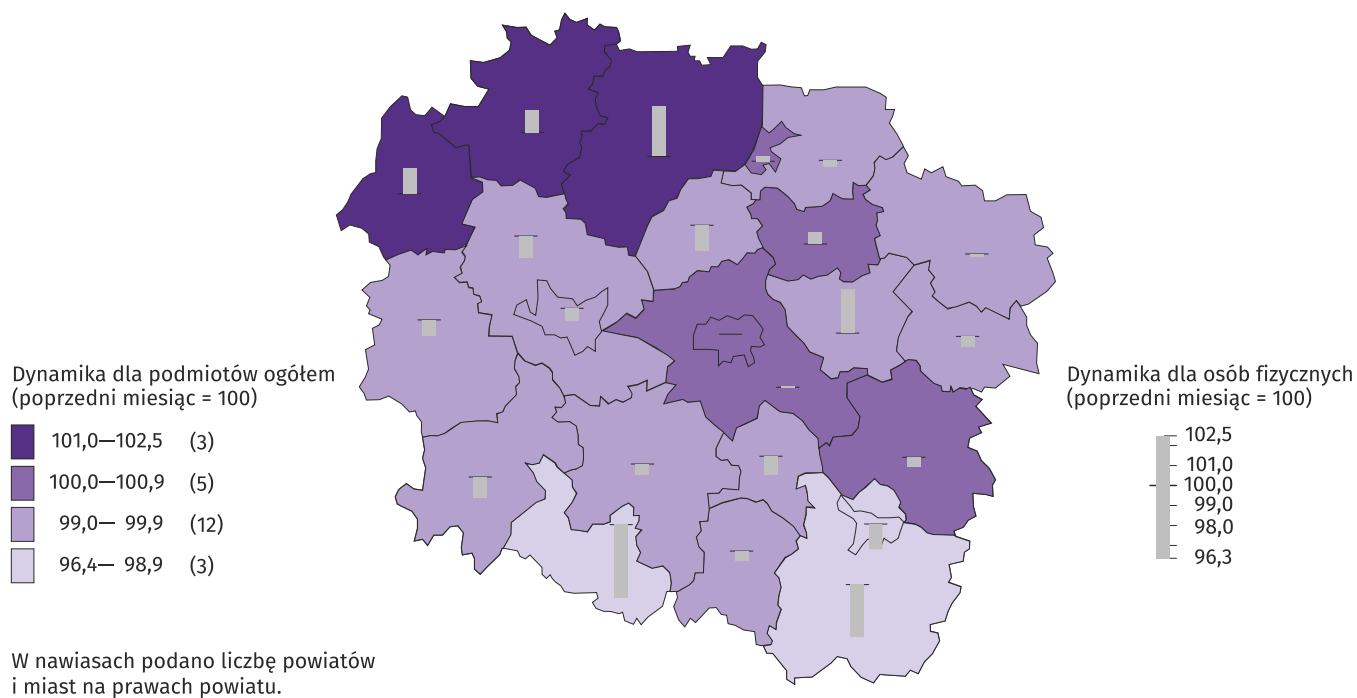 Dynamika dla podmiotów ogółem
(poprzedni miesiąc = 100)
101,0—102,5 (3)
100,0—100,9 (5)
99,0— 99,9 (12)
96,4— 98,9 (3)
W nawiasach podano liczbę powiatów
i miast na prawach powiatu.
Dynamika dla osób fizycznych
(poprzedni miesiąc = 100)
102,5
101,0
100,0
99,0
98,0
96,3